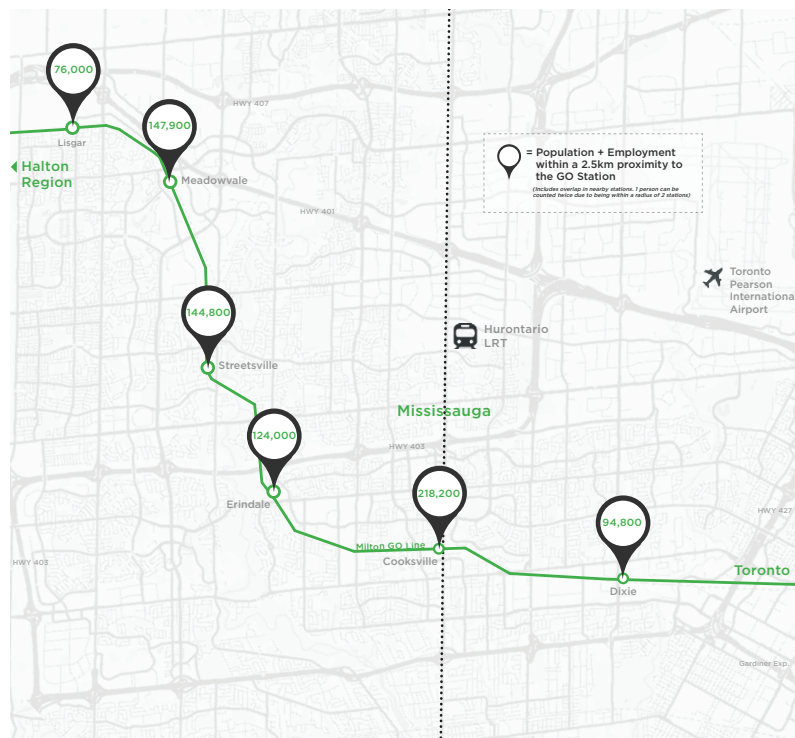 76,000
HWY 407
147,900
Lisgar
= Population + Employment
within a 2.5km proximity to
the GO Station
(Includes overlap in nearby stations. 1 person can be
counted twice due to being within a radius of 2 stations)
Halton
Region
Meadowvale
HWY 401
Toronto
Pearson
Internationa
Airport
144,800
Hurontario
LRT
Streetsville
Mississauga
124,000
HWY 403
218,200
Erindale
HWY 427
94,800
Milton GO Line
Cooksville
HWY 403
Toronto
Dixie
Gardiner Exp.